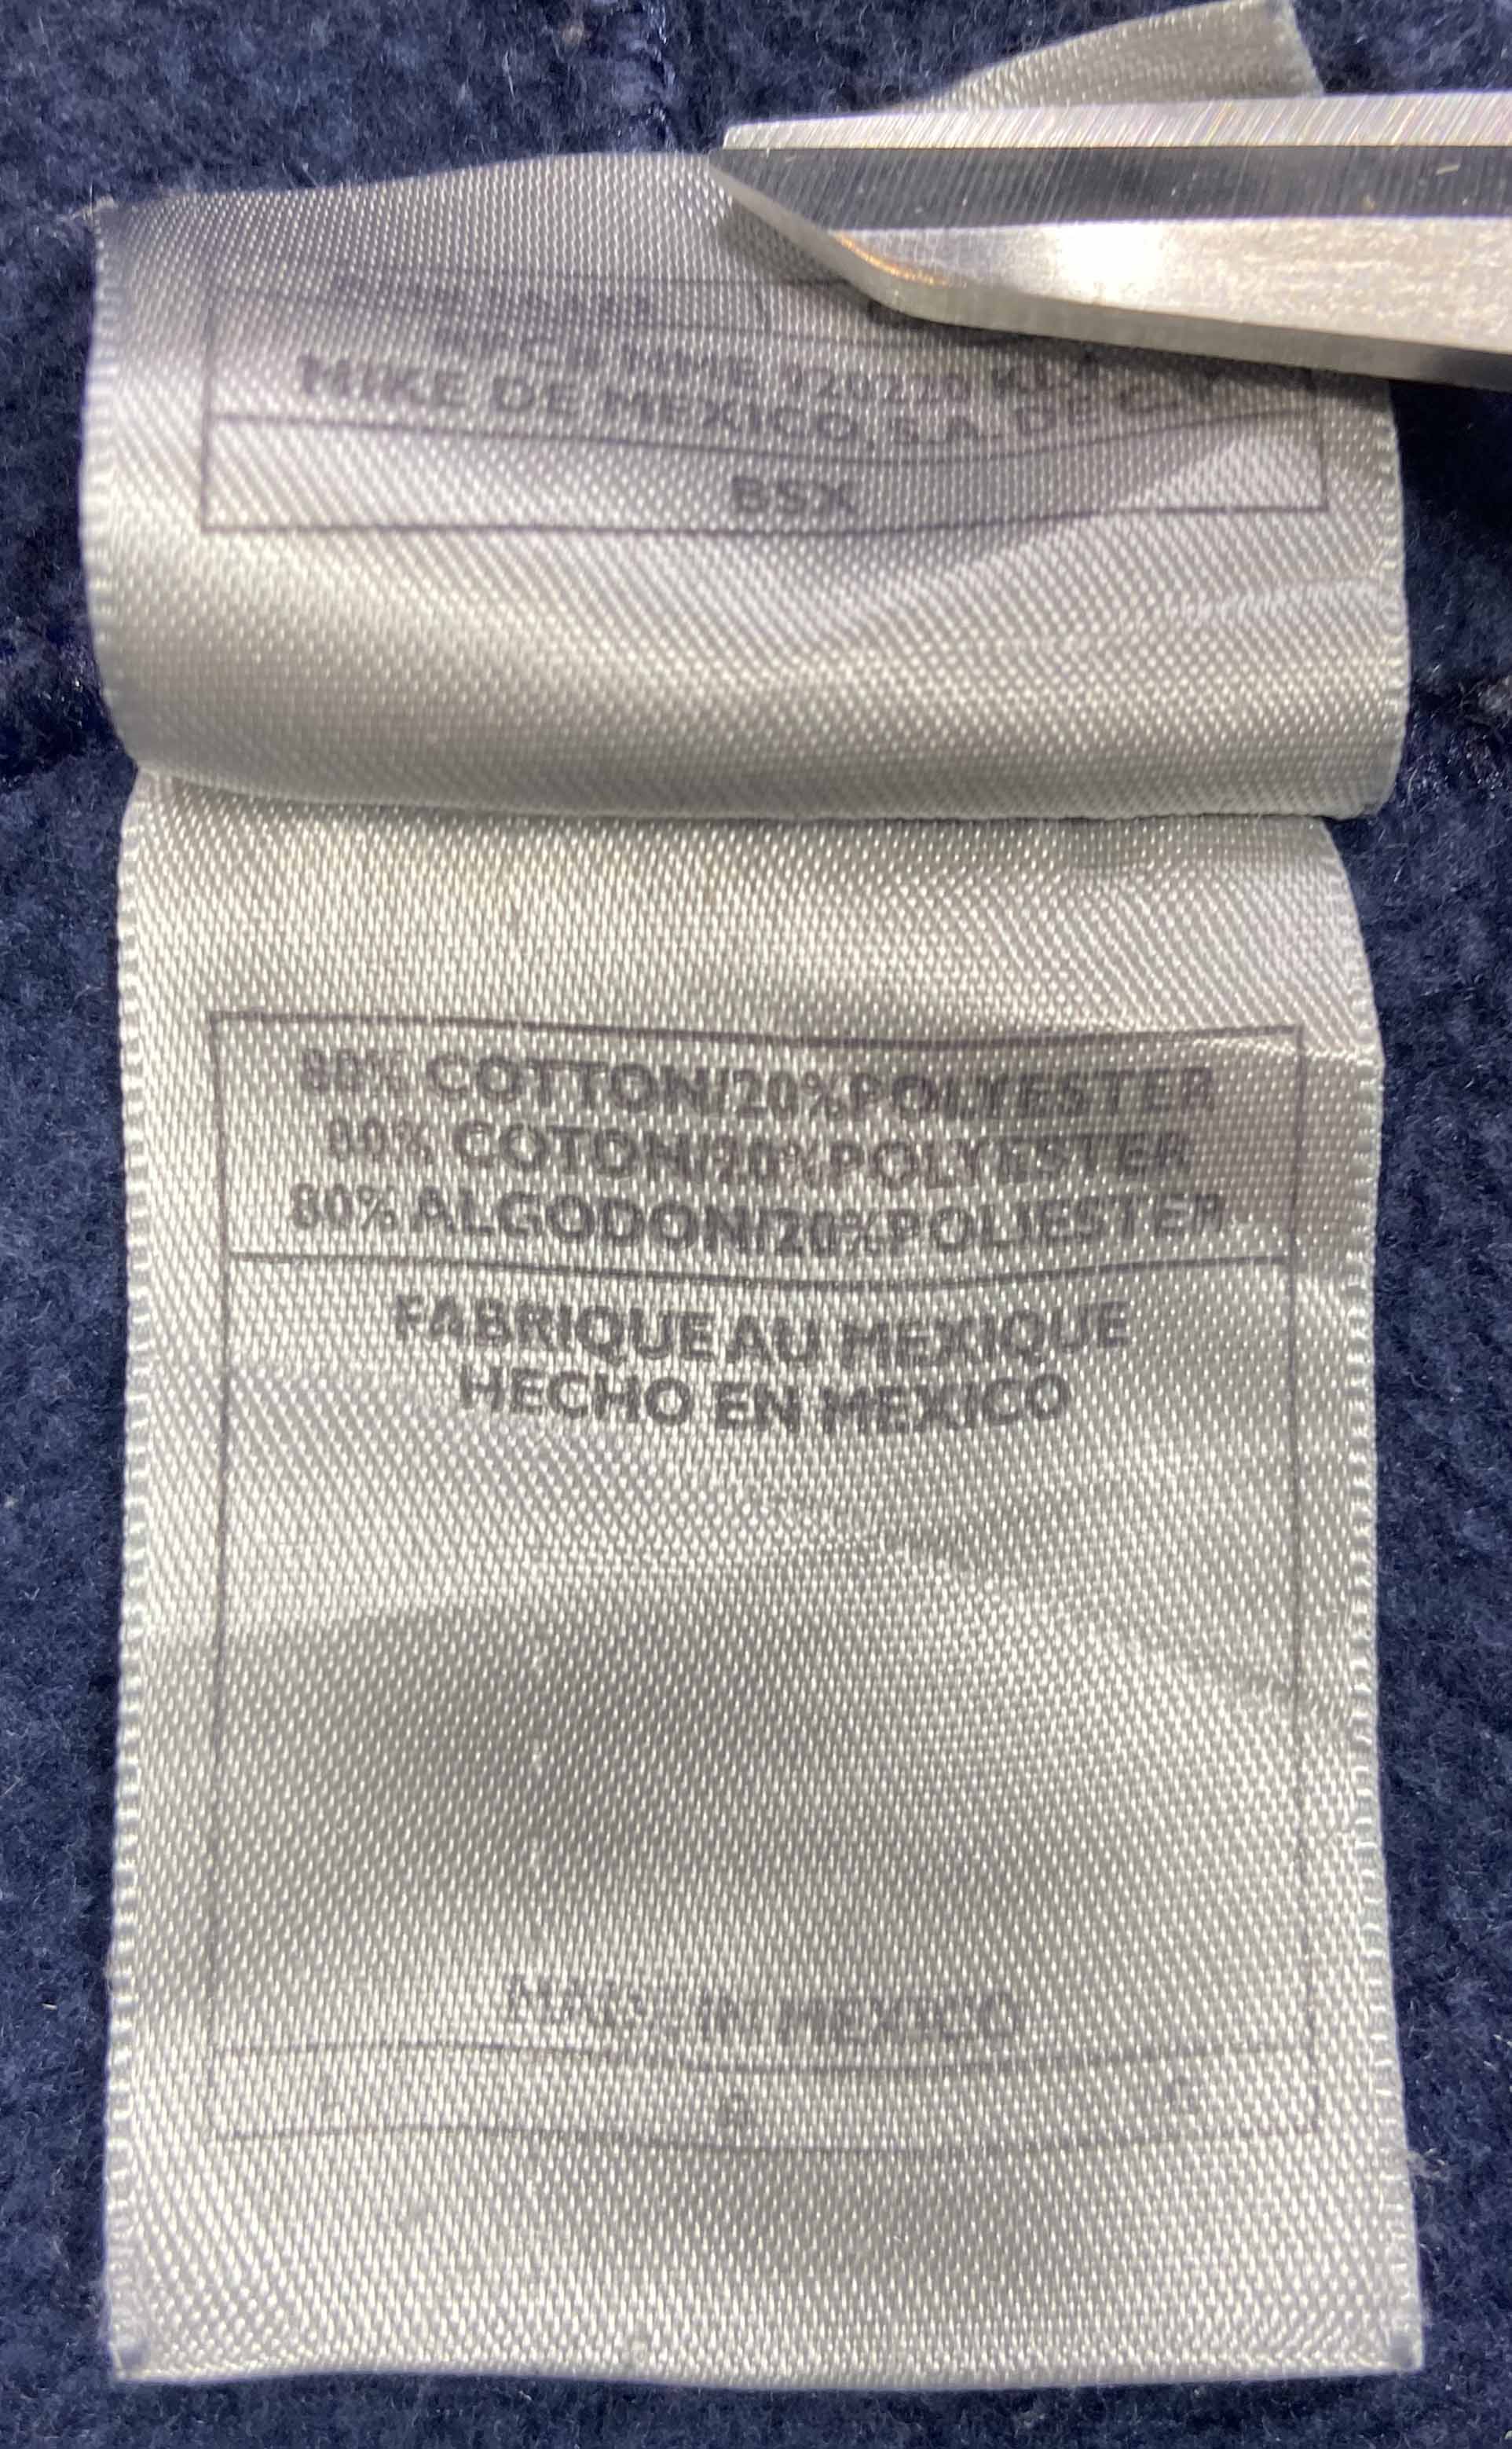 NIKE DE MEXICO S.A. DE C.V
BSX
80% COTTON/20%POLYESTER
80% COTON/20%POLYESTER
80% ALGODON/20%POLIESTER
FABRIQUE AU MEXIQUE
HECHO EN MEXICO
MADE IN MEXICO